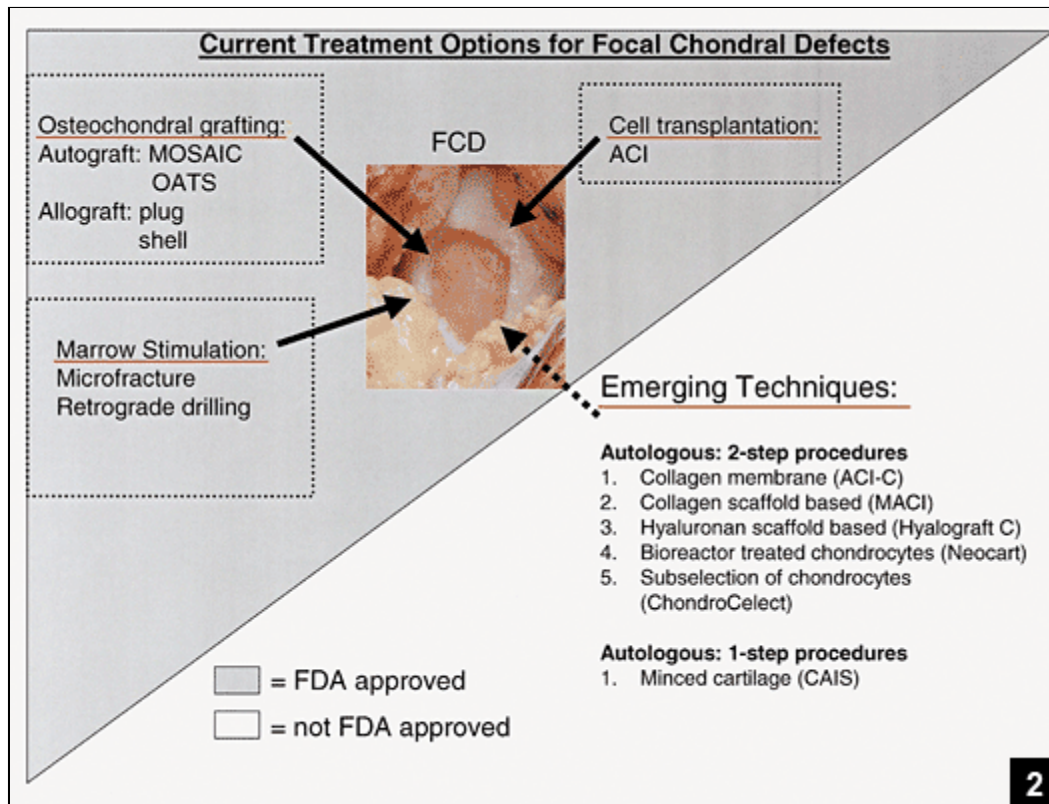 Current Treatment Options for Focal Chondral Defects
Osteochondral grafting:
Autograft: MOSAIC
OATS
Allograft: plug
shell
FCD
Cell transplantation:
ACI
Marrow Stimulation:
Microfracture
Retrograde drilling
Emerging Techniques:
Autologous: 2-step procedures
1. Collagen membrane (ACI-C)
2. Collagen scaffold based (MACI)
3. Hyaluronan scaffold based (Hyalograft C)
4. Bioreactor treated chondrocytes (Neocart)
5. Subselection of chondrocytes
(ChondroCelect)
Autologous: 1-step procedures
1. Minced cartilage (CAIS)
= FDA approved
= not FDA approved
2